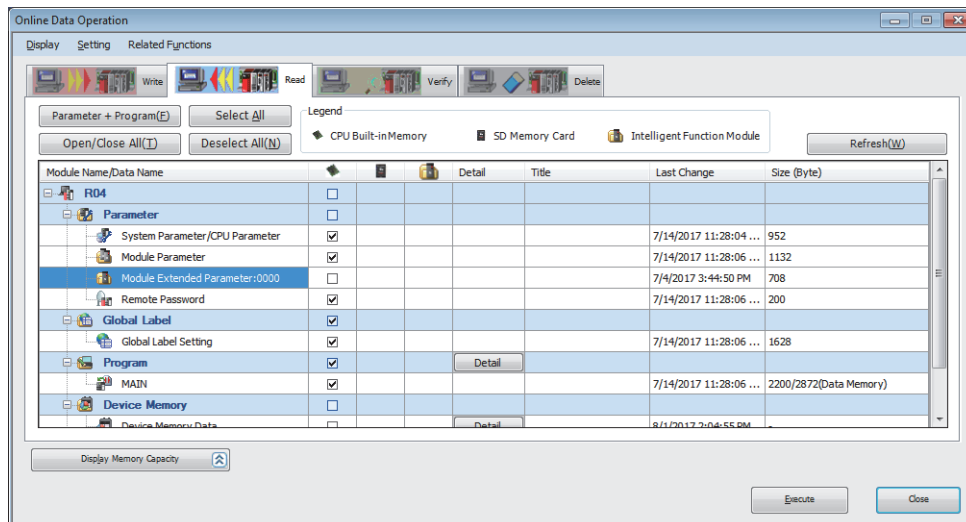 Online Data Operation
Display Setting Related Functions
Write Read Verify Delete
Parameter + Program(F) Select All Legend
CPU Built-in Memory SD Memory Card Intelligent Function Module
Open/Close All(T) Deselect All(N) Refresh(W)
Module Name/Data Name Detail Title Last Change Size (Byte)
R04
Parameter
System Parameter/CPU Parameter 7/14/2017 11:28:04 ... 952
Module Parameter 7/14/2017 11:28:06 ... 1132
Module Extended Parameter:0000 7/4/2017 3:44:50 PM 708
Remote Password 7/14/2017 11:28:06 ... 200
Global Label
Global Label Setting 7/14/2017 11:28:06 ... 1628
Program Detail
MAIN 7/14/2017 11:28:06 ... 2200/2872(Data Memory)
Device Memory
Device Memory Data Detail 8/1/2017 2:04:55 PM -
Display Memory Capacity
Execute Close